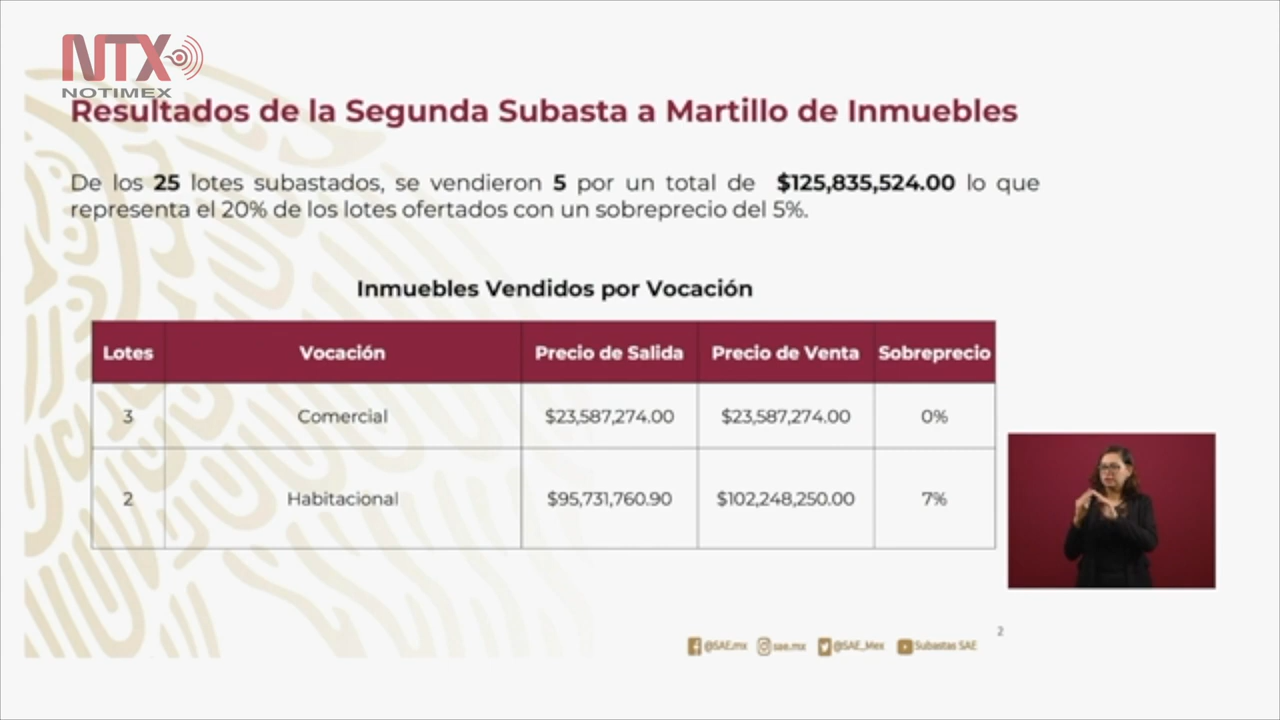 NTX
NOTIMEX
Resultados de la Segunda Subasta a Martillo de Inmuebles
De los 25 lotes subastados, se vendieron 5 por un total de $125,835,524.00 lo que
representa el 20% de los lotes ofertados con un sobreprecio del 5%.
Inmuebles Vendidos por Vocación
Lotes Vocación Precio de Salida Precio de Venta Sobreprecio
3 Comercial $23,587,274.00 $23,587,274.00 0%
2 Habitacional $95,731,760.90 $102,248,250.00 7%
2
@SAE.mx sae.mx @SAE_Mex Subastas SAE